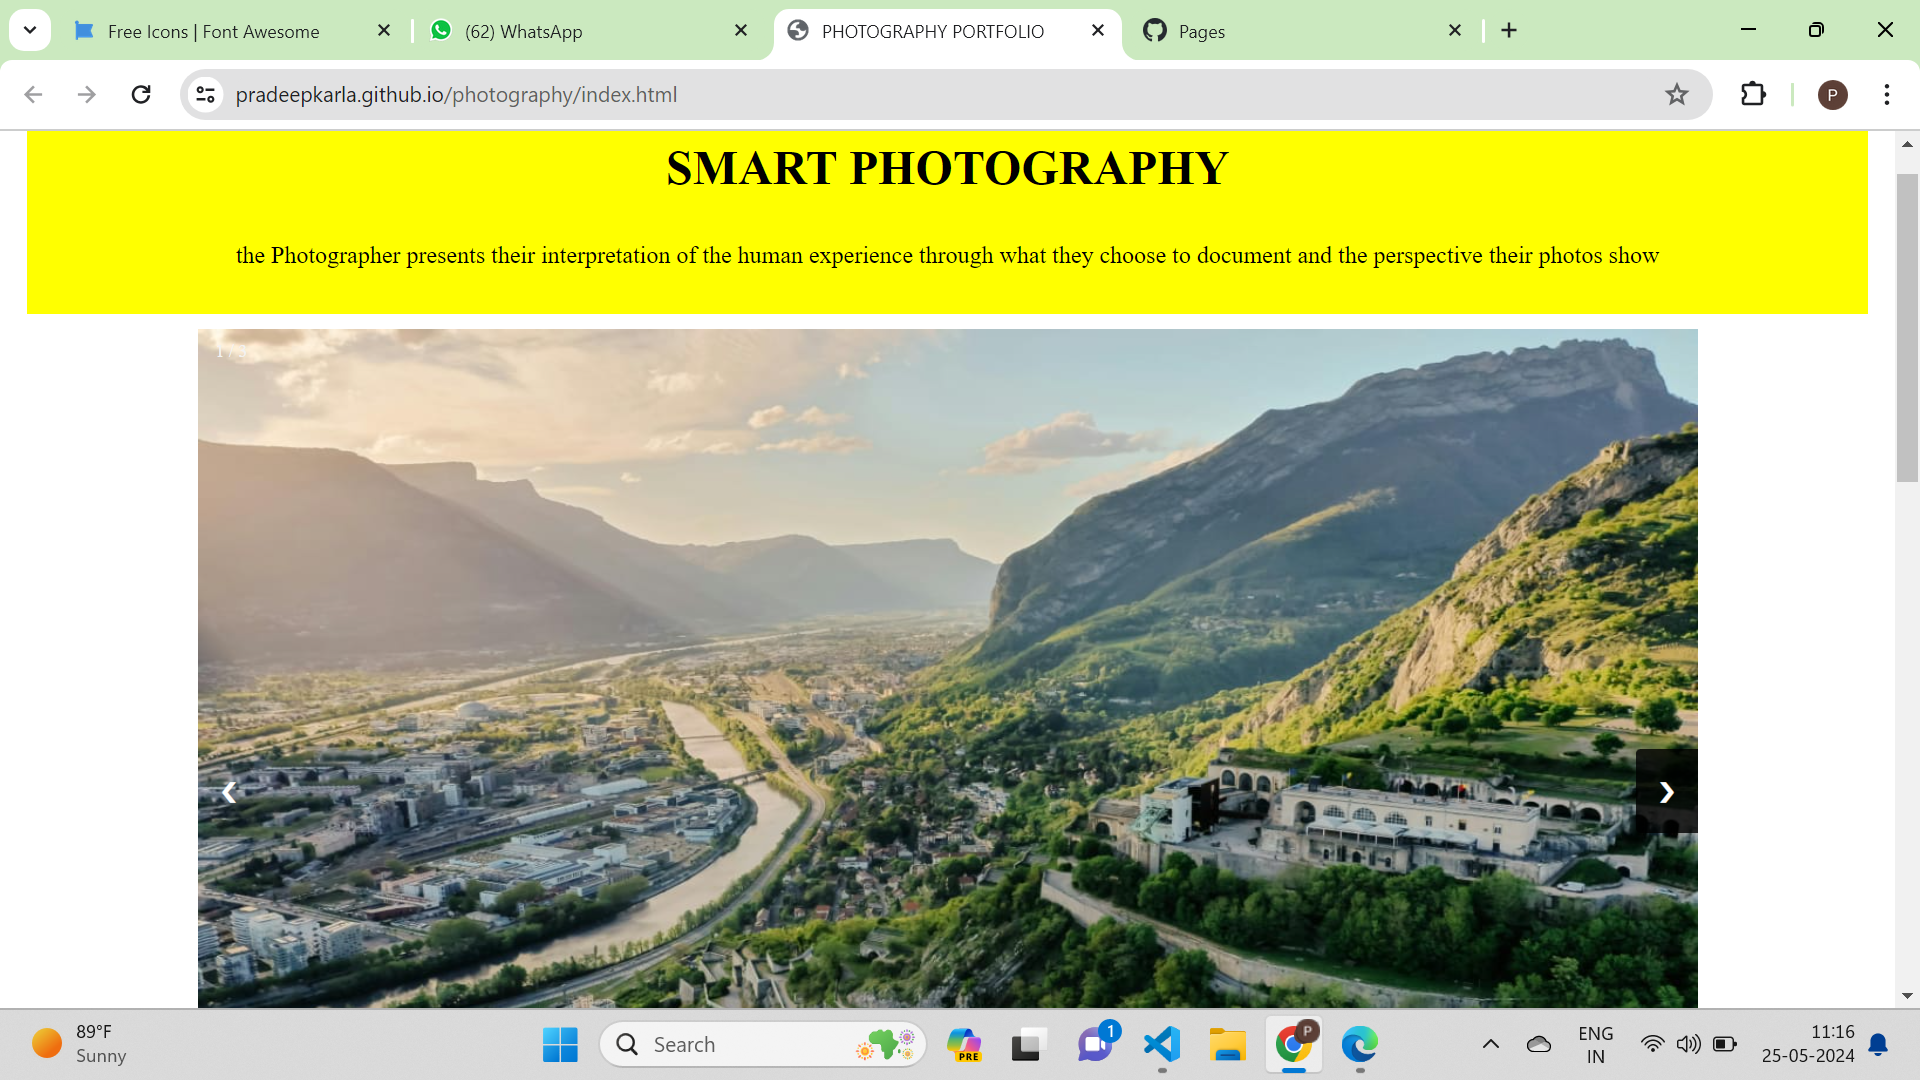 Free Icons | Font Awesome
(62) WhatsApp
PHOTOGRAPHY PORTFOLIO
Pages
pradeepkarla.github.io/photography/index.html
P
SMART PHOTOGRAPHY
the Photographer presents their interpretation of the human experience through what they choose to document and the perspective their photos show
1 / 3
89°F
Sunny
Search
PRE
1
P
ENG
IN
11:16
25-05-2024